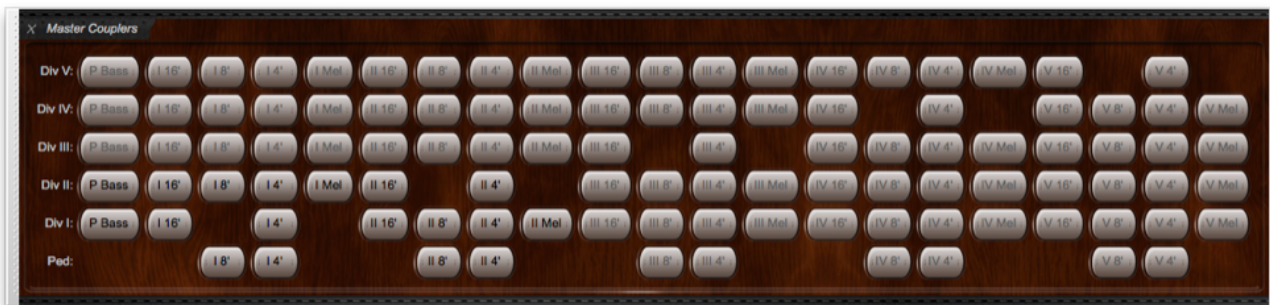 X Master Couplers
Div V: P Bass I 16' I 8' I 4' I Mel II 16' II 8' II 4' II Mel III 16' III 8' III 4' III Mel IV 16' IV 8' IV 4' IV Mel V 16' V 4'
Div IV: P Bass I 16' I 8' I 4' I Mel II 16' II 8' II 4' II Mel III 16' III 8' III 4' III Mel IV 16' IV 4' V 16' V 8' V 4' V Mel
Div III: P Bass I 16' I 8' I 4' I Mel II 16' II 8' II 4' II Mel III 16' III 4' IV 16' IV 8' IV 4' IV Mel V 16' V 8' V 4' V Mel
Div II: P Bass I 16' I 8' I 4' I Mel II 16' II 4' III 16' III 8' III 4' III Mel IV 16' IV 8' IV 4' IV Mel V 16' V 8' V 4' V Mel
Div I: P Bass I 16' I 4' II 16' II 8' II 4' II Mel III 16' III 8' III 4' III Mel IV 16' IV 8' IV 4' IV Mel V 16' V 8' V 4' V Mel
Ped: I 8' I 4' II 8' II 4' III 8' III 4' IV 8' IV 4' V 8' V 4'